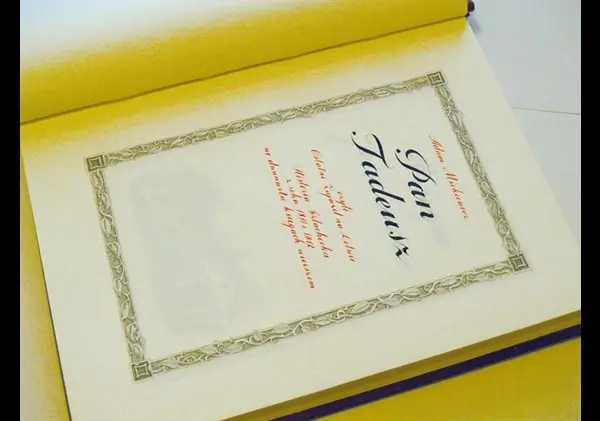 Adam Mickiewicz
Pan
Tadeusz
czyli
Ostatni Zajazd na Litwie
Historia Szlachecka
z roku 1811 i 1812
we dwunastu księgach wierszem